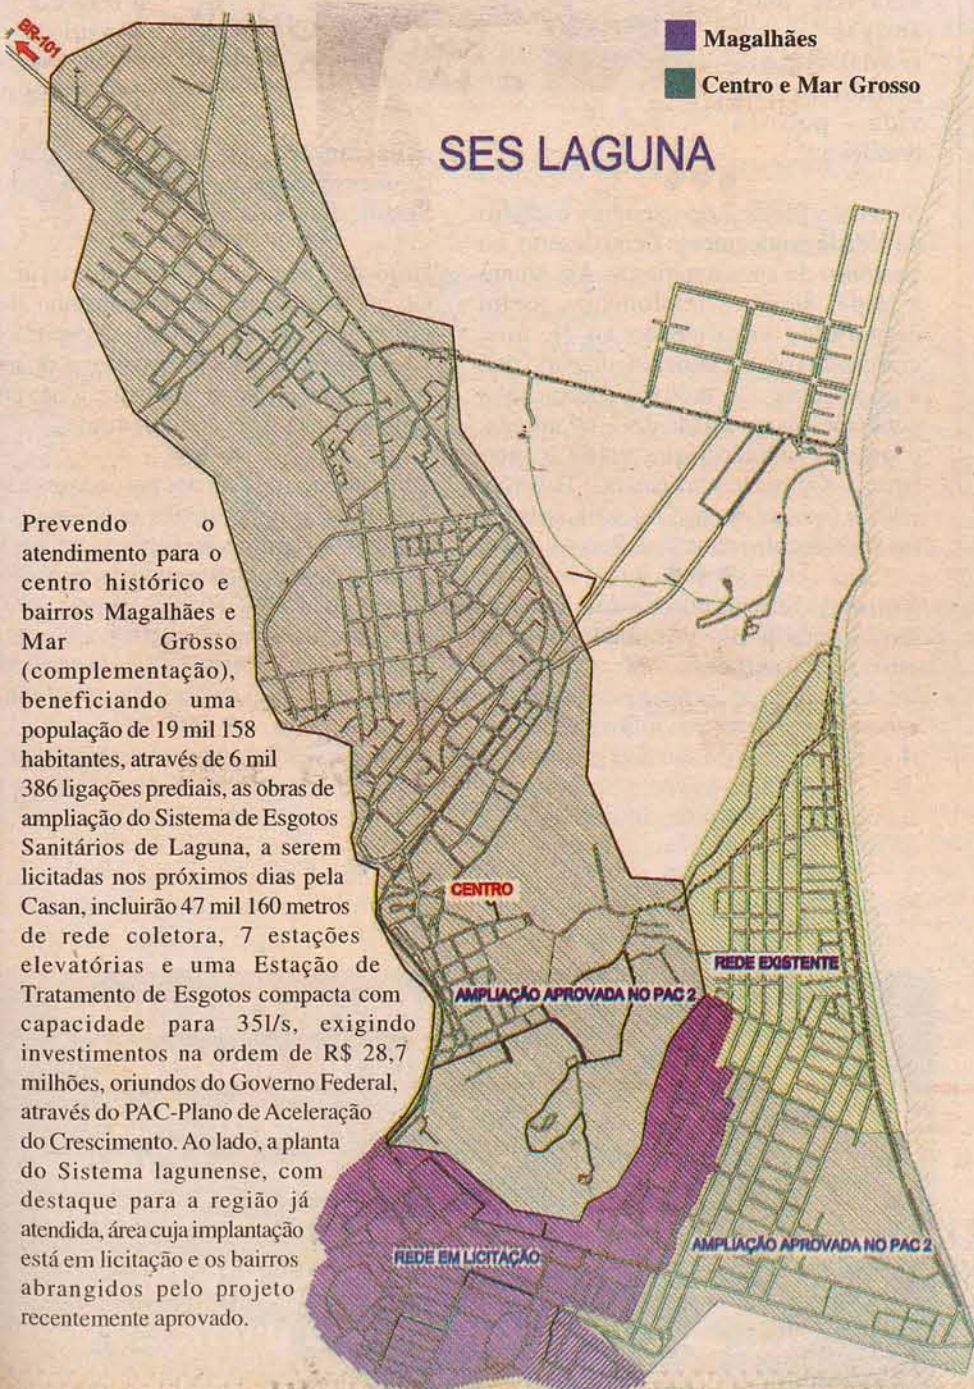 BR-101
Magalhães
Centro e Mar Grosso
SES LAGUNA
Prevendo o
atendimento para o
centro histórico e
bairros Magalhães e
Mar Grosso
(complementação),
beneficiando uma
população de 19 mil 158
habitantes, através de 6 mil
386 ligações prediais, as obras de
ampliação do Sistema de Esgotos
Sanitários de Laguna, a serem
licitadas nos próximos dias pela
Casan, incluirão 47 mil 160 metros
de rede coletora, 7 estações
elevatórias e uma Estação de
Tratamento de Esgotos compacta com
capacidade para 35l/s, exigindo
investimentos na ordem de R$ 28,7
milhões, oriundos do Governo Federal,
através do PAC-Plano de Aceleração
do Crescimento. Ao lado, a planta
do Sistema lagunense, com
destaque para a região já
atendida, área cuja implantação
está em licitação e os bairros
abrangidos pelo projeto
recentemente aprovado.
CENTRO
REDE EXISTENTE
AMPLIAÇÃO APROVADA NO PAC 2
REDE EM LICITAÇÃO
AMPLIAÇÃO APROVADA NO PAC 2